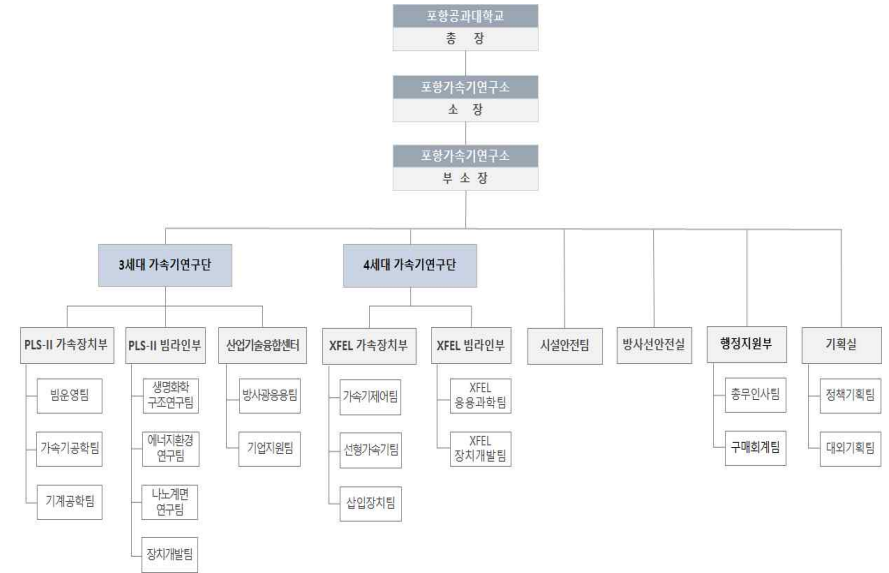 포항공과대학교
총 장
포항가속기연구소
소 장
포항가속기연구소
부 소 장
3세대 가속기연구단
4세대 가속기연구단
PLS-II 가속장치부
PLS-II 빔라인부
산업기술융합센터
XFEL 가속장치부
XFEL 빔라인부
시설안전팀
방사선안전실
행정지원부
기획실
빔운영팀
가속기공학팀
기계공학팀
생명화학
구조연구팀
에너지환경
연구팀
나노계면
연구팀
장치개발팀
방사광응용팀
기업지원팀
가속기제어팀
선형가속기팀
삽입장치팀
XFEL
응용과학팀
XFEL
장치개발팀
총무인사팀
구매회계팀
정책기획팀
대외기획팀